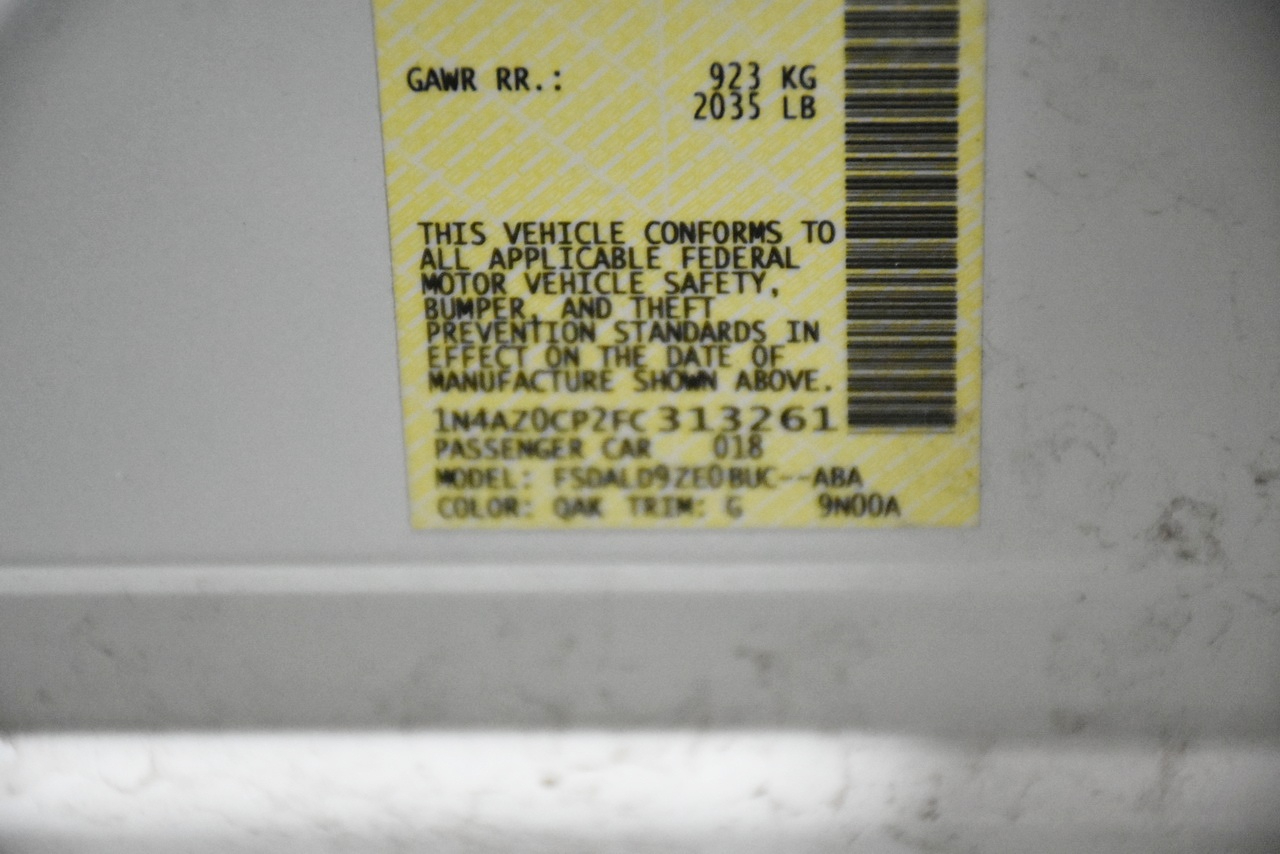 GAWR RR.: 923 KG
2035 LB
THIS VEHICLE CONFORMS TO
ALL APPLICABLE FEDERAL
MOTOR VEHICLE SAFETY,
BUMPER, AND THEFT
PREVENTION STANDARDS IN
EFFECT ON THE DATE OF
MANUFACTURE SHOWN ABOVE.
1N4AZ0CP2FC313261
PASSENGER CAR 018
MODEL: FSDALD9ZE0BUC--ABA
COLOR: QAK TRIM: G 9N00A